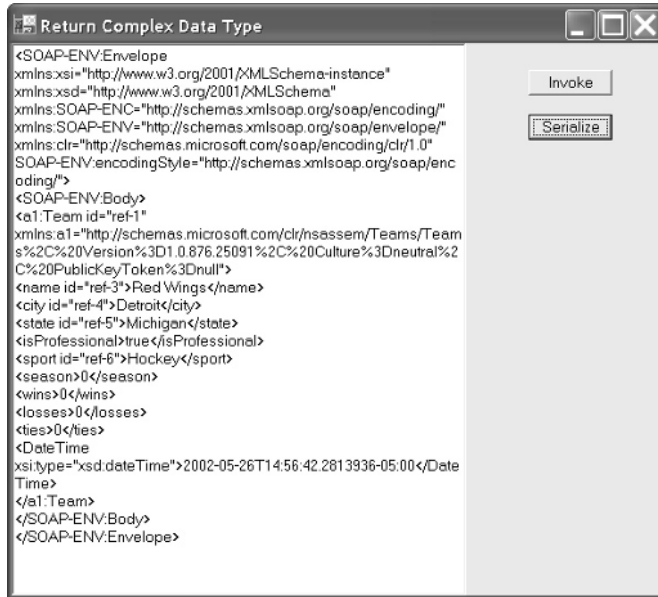 Return Complex Data Type
<SOAP-ENV:Envelope
xmlns:xsi="http://www.w3.org/2001/XMLSchema-instance"
xmlns:xsd="http://www.w3.org/2001/XMLSchema"
xmlns:SOAP-ENC="http://schemas.xmlsoap.org/soap/encoding/"
xmlns:SOAP-ENV="http://schemas.xmlsoap.org/soap/envelope/"
xmlns:clr="http://schemas.microsoft.com/soap/encoding/clr/1.0"
SOAP-ENV:encodingStyle="http://schemas.xmlsoap.org/soap/enc
oding/">
<SOAP-ENV:Body>
<a1:Team id="ref-1"
xmlns:a1="http://schemas.microsoft.com/clr/nsassem/Teams/Team
s%2C%20Version%3D1.0.876.25091%2C%20Culture%3Dneutral%2
C%20PublicKeyToken%3Dnull">
<name id="ref-3">Red Wings</name>
<city id="ref-4">Detroit</city>
<state id="ref-5">Michigan</state>
<isProfessional>true</isProfessional>
<sport id="ref-6">Hockey</sport>
<season>0</season>
<wins>0</wins>
<losses>0</losses>
<ties>0</ties>
<DateTime
xsi:type="xsd:dateTime">2002-05-26T14:56:42.2813936-05:00</Date
Time>
</a1:Team>
</SOAP-ENV:Body>
</SOAP-ENV:Envelope>
Invoke
Serialize